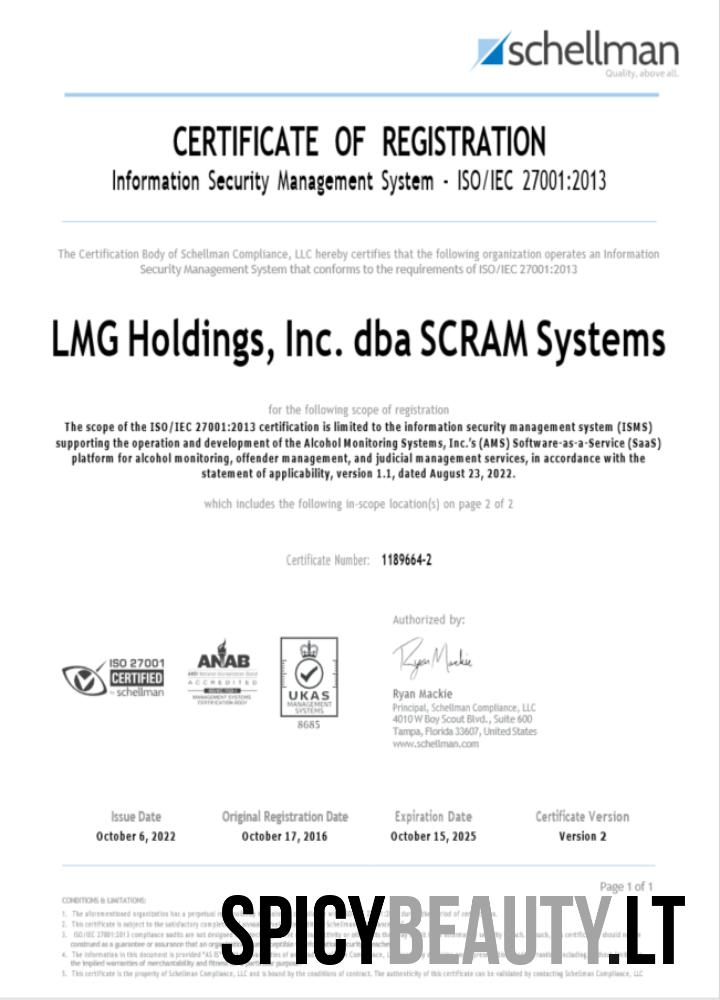 schellman
Quality, above all.
CERTIFICATE OF REGISTRATION
Information Security Management System - ISO/IEC 27001:2013
The Certification Body of Schellman Compliance, LLC hereby certifies that the following organization operates an Information
Security Management System that conforms to the requirements of ISO/IEC 27001:2013
LMG Holdings, Inc. dba SCRAM Systems
for the following scope of registration
The scope of the ISO/IEC 27001:2013 certification is limited to the information security management system (ISMS)
supporting the operation and development of the Alcohol Monitoring Systems, Inc.'s (AMS) Software-as-a-Service (SaaS)
platform for alcohol monitoring, offender management, and judicial management services, in accordance with the
statement of applicability, version 1.1, dated August 23, 2022.
which includes the following in-scope location(s) on page 2 of 2
Certificate Number: 1189664-2
Authorized by:
Ryan Mackie
ISO 27001
CERTIFIED
by schellman
ANAB
ACCREDITED
MANAGEMENT SYSTEMS
CERTIFICATION BODY
UKAS
MANAGEMENT
SYSTEMS
8685
Ryan Mackie
Principal, Schellman Compliance, LLC
4010 W Boy Scout Blvd., Suite 600
Tampa, Florida 33607, United States
www.schellman.com
Issue Date Original Registration Date Expiration Date Certificate Version
October 6, 2022 October 17, 2016 October 15, 2025 Version 2
Page 1 of 1
CONDITIONS & LIMITATIONS:
1. The aforementioned organization has a perpetual
2. This certificate is subject to the satisfactory
3. ISO/IEC 27001:2013 compliance audits are not designed
construed as a guarantee or assurance that an
4. The information in this document is provided "AS IS"
the implied warranties of merchantability and fitness
5. This certificate is the property of Schellman Compliance, LLC and is bound by the conditions of contract. The authenticity of this certificate can be validated by contacting Schellman Compliance, LLC
SPICYBEAUTY.LT